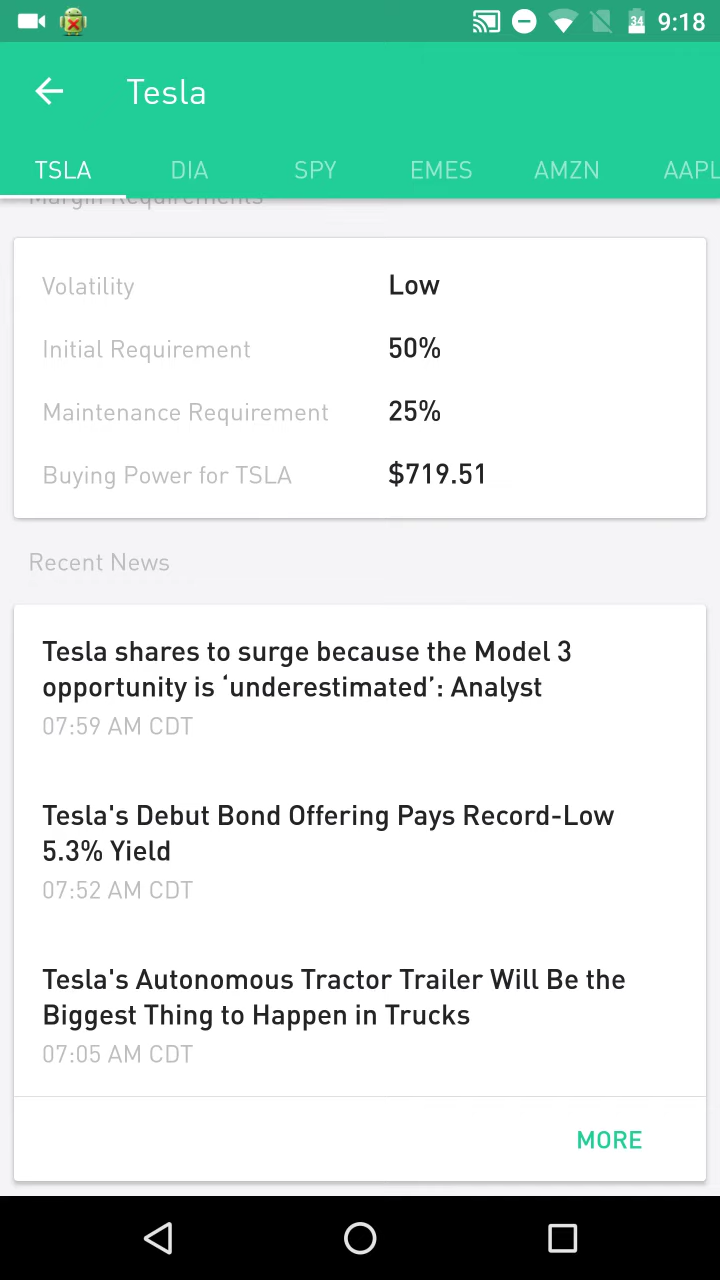 34 9:18
Tesla
TSLA DIA SPY EMES AMZN AAPL
Margin Requirements
Volatility Low
Initial Requirement 50%
Maintenance Requirement 25%
Buying Power for TSLA $719.51
Recent News
Tesla shares to surge because the Model 3
opportunity is ‘underestimated’: Analyst
07:59 AM CDT
Tesla's Debut Bond Offering Pays Record-Low
5.3% Yield
07:52 AM CDT
Tesla's Autonomous Tractor Trailer Will Be the
Biggest Thing to Happen in Trucks
07:05 AM CDT
MORE